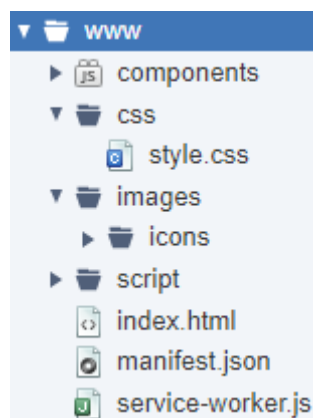 www
components
css
style.css
images
icons
script
index.html
manifest.json
service-worker.js